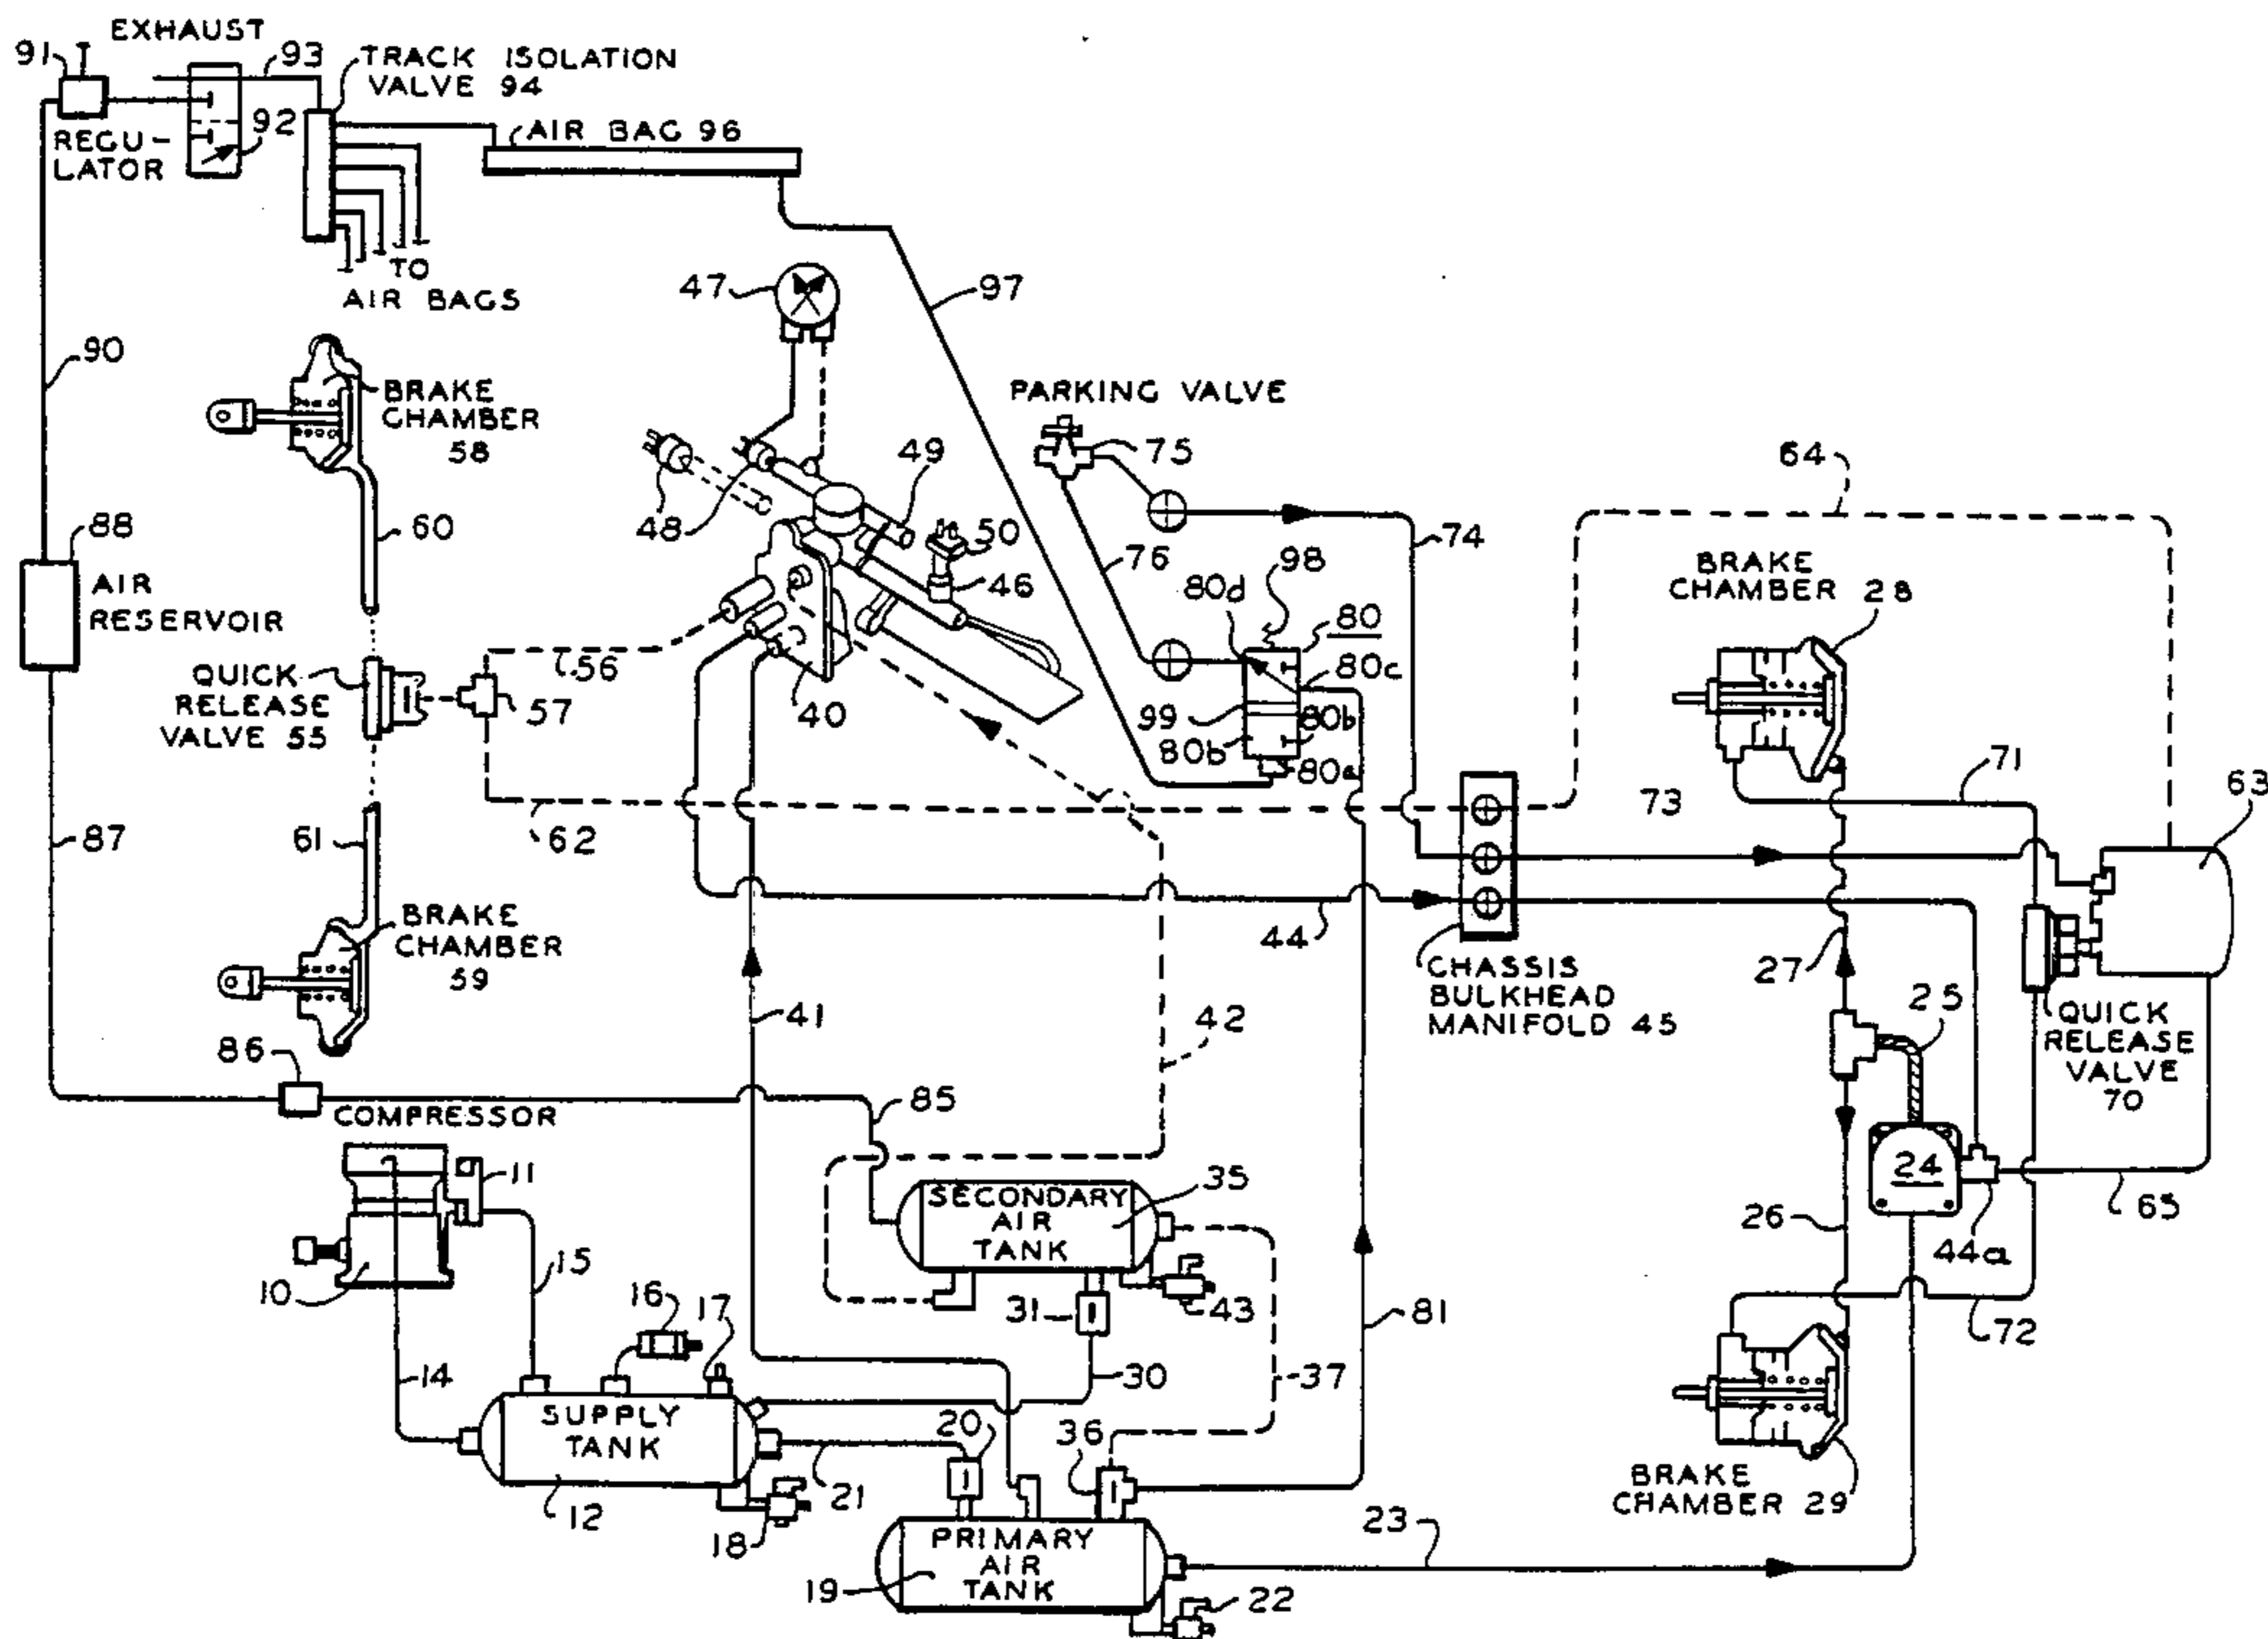 EXHAUST
91
93
TRACK ISOLATION
VALVE 94
REGU-
LATOR
92
AIR BAG 96
TO
AIR BAGS
47
97
90
BRAKE
CHAMBER
58
PARKING VALVE
75
64
49
48
50
46
88
60
74
76
98
80d
80
80c
BRAKE
CHAMBER 28
AIR
RESERVOIR
QUICK
RELEASE
VALVE 55
56
57
40
99
80b
80b
80a
71
73
63
87
61
62
BRAKE
CHAMBER
59
44
27
CHASSIS
BULKHEAD
MANIFOLD 45
25
QUICK
RELEASE
VALVE
70
86
41
42
COMPRESSOR
85
11
SECONDARY
AIR
TANK
35
24
26
44a
65
10
15
16
17
31
43
81
72
14
30
37
SUPPLY
TANK
20
36
12
18
21
BRAKE
CHAMBER 29
PRIMARY
AIR
TANK
23
19
22